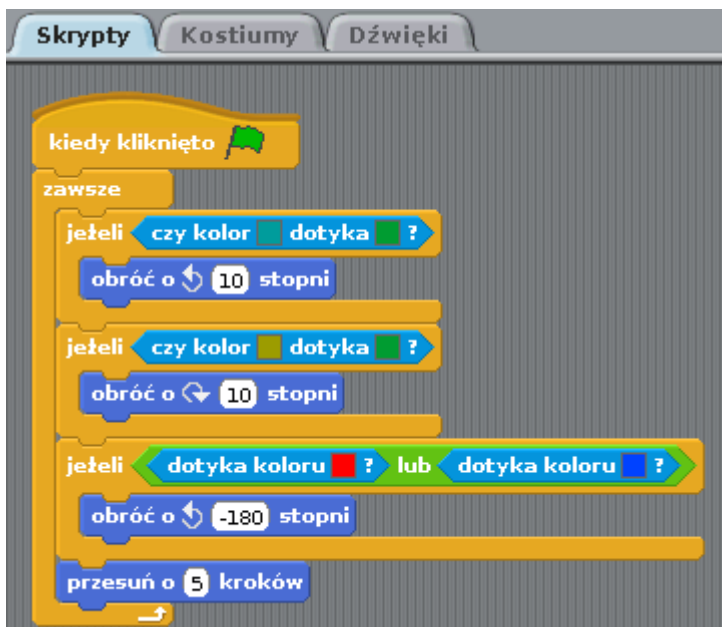 Skrypty Kostiumy Dźwięki
kiedy kliknięto
zawsze
jeżeli czy kolor dotyka ?
obróć o 10 stopni
jeżeli czy kolor dotyka ?
obróć o 10 stopni
jeżeli dotyka koloru ? lub dotyka koloru ?
obróć o -180 stopni
przesuń o 5 kroków